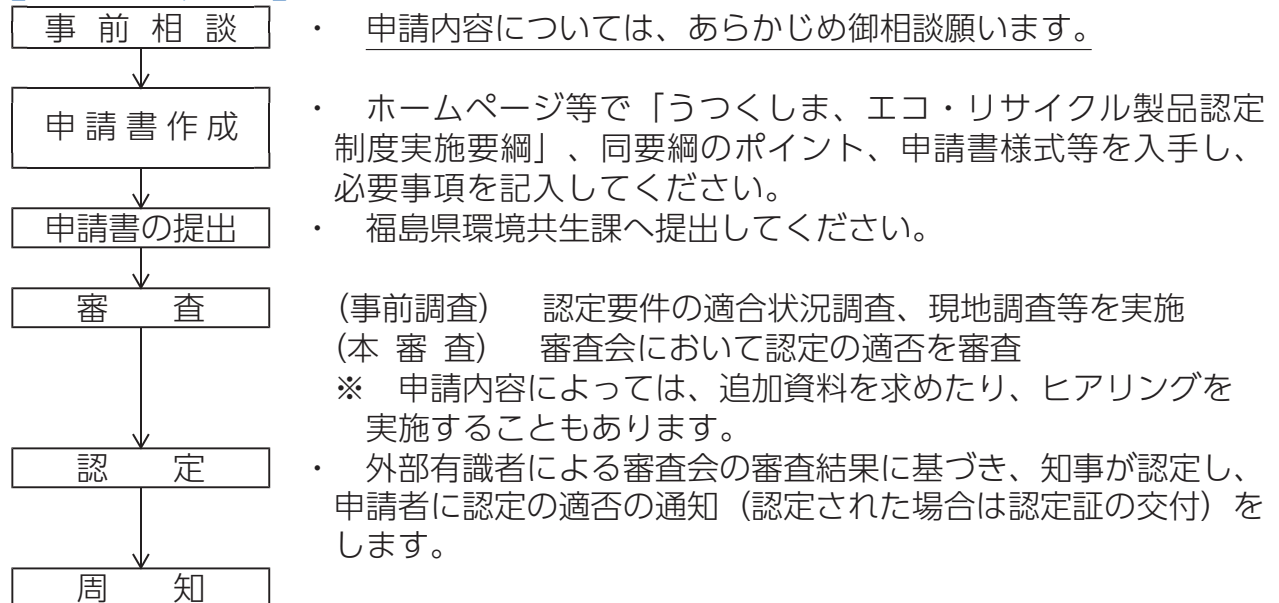 事 前 相 談
・ 申請内容については、あらかじめ御相談願います。
申 請 書 作 成
・ ホームページ等で「うつくしま、エコ・リサイクル製品認定
制度実施要綱」、同要綱のポイント、申請書様式等を入手し、
必要事項を記入してください。
申請書の提出
・ 福島県環境共生課へ提出してください。
審 査
(事前調査) 認定要件の適合状況調査、現地調査等を実施
(本 審 査) 審査会において認定の適否を審査
※ 申請内容によっては、追加資料を求めたり、ヒアリングを
実施することもあります。
認 定
・ 外部有識者による審査会の審査結果に基づき、知事が認定し、
申請者に認定の適否の通知（認定された場合は認定証の交付）を
します。
周 知